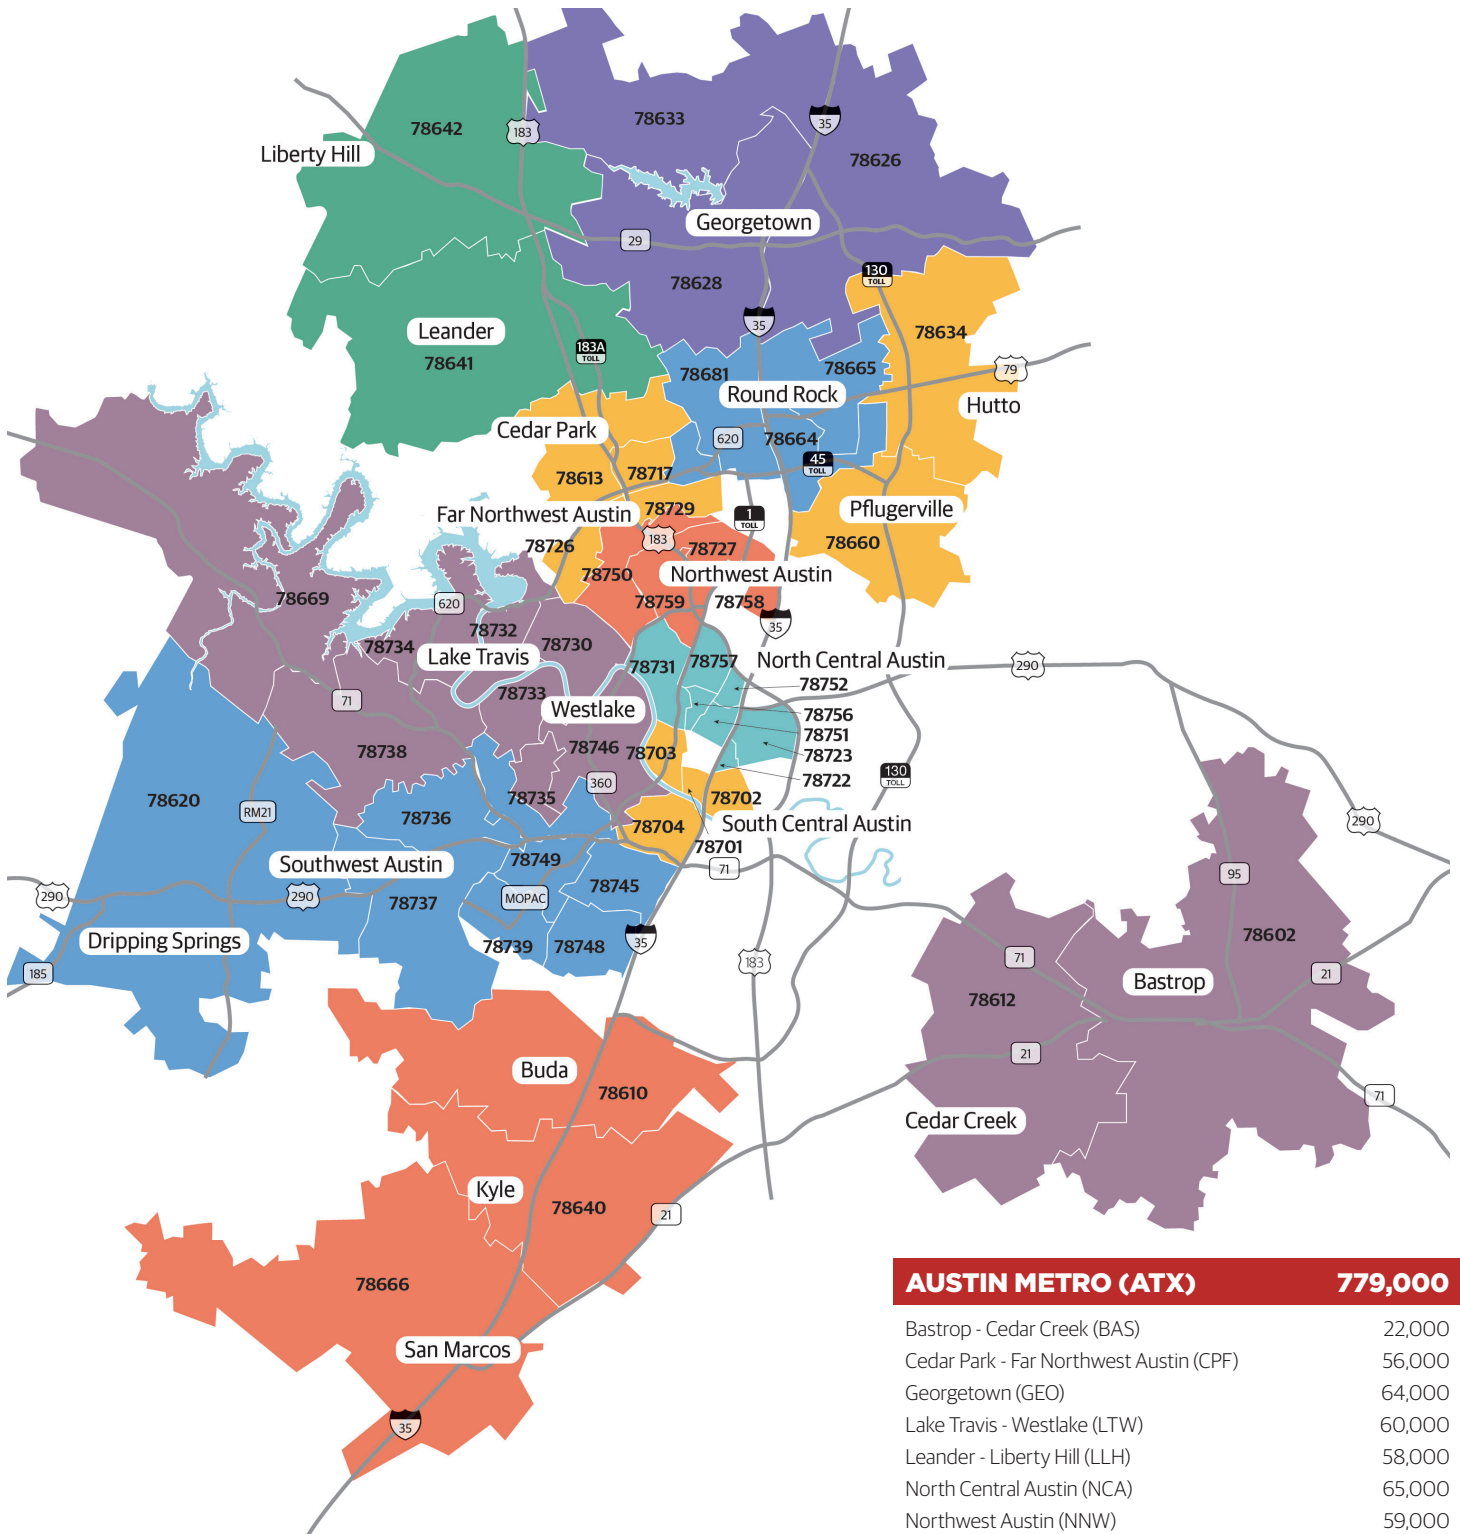 78633
35
78642
183
Liberty Hill
78626
Georgetown
29
78628
130
TOLL
35
Leander
78641
183A
TOLL
78634
78681
78665
79
Round Rock
Hutto
Cedar Park
620
78664
45
TOLL
78613
78717
78729
Far Northwest Austin
1
TOLL
Pflugerville
78726
183
78727
78660
78750
Northwest Austin
78669
620
78759
78758
35
78732
78734
78730
Lake Travis
78731
78757
North Central Austin
290
78752
71
78733
Westlake
78756
78751
78738
78746
78703
78723
360
78722
130
TOLL
78620
RM21
78736
78735
78702
78704
South Central Austin
290
78701
Southwest Austin
78749
71
95
290
290
78737
MOPAC
78745
Dripping Springs
78739
78748
35
78602
185
183
71
21
Bastrop
78612
21
Buda
78610
71
Cedar Creek
Kyle
78640
21
78666
San Marcos
35
AUSTIN METRO (ATX) 779,000
Bastrop - Cedar Creek (BAS) 22,000
Cedar Park - Far Northwest Austin (CPF) 56,000
Georgetown (GEO) 64,000
Lake Travis - Westlake (LTW) 60,000
Leander - Liberty Hill (LLH) 58,000
North Central Austin (NCA) 65,000
Northwest Austin (NNW) 59,000